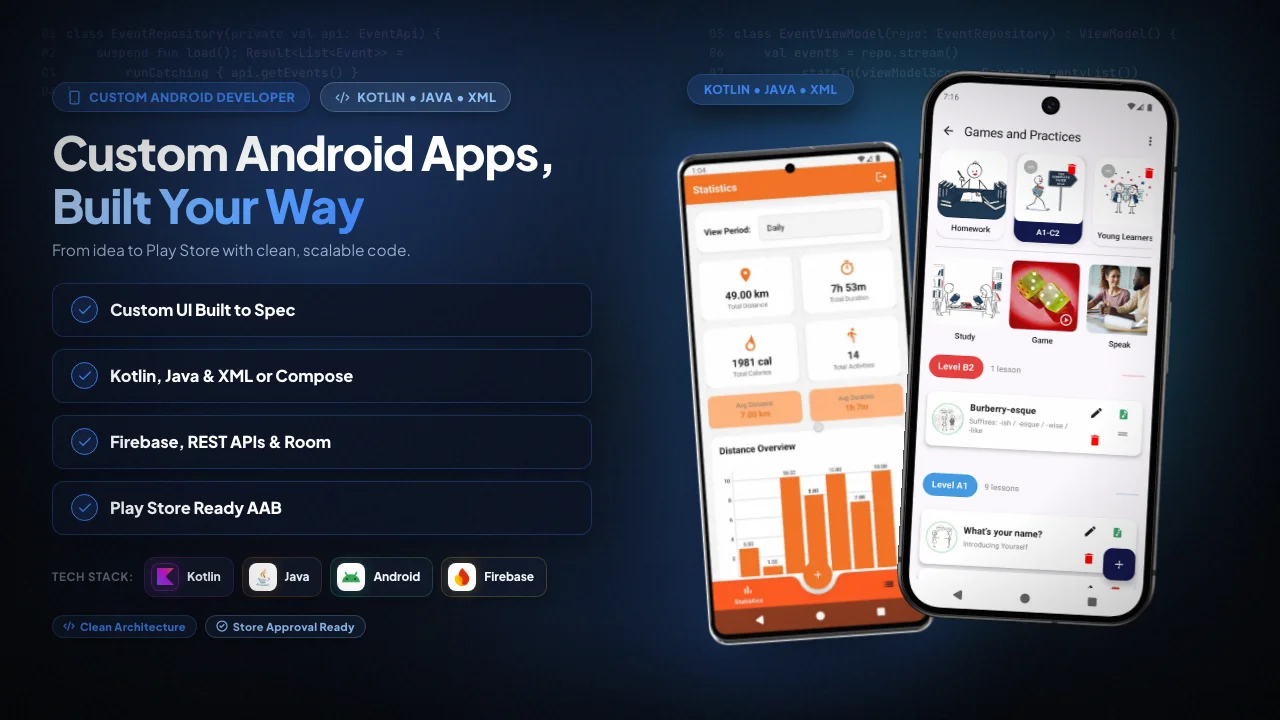 01 class EventRepository(private val api: EventApi) {
02 suspend fun load(): Result<List<Event>> =
runCatching { api.getEvents() }
CUSTOM ANDROID DEVELOPER
</> KOTLIN • JAVA • XML
Custom Android Apps,
Built Your Way
From idea to Play Store with clean, scalable code.
Custom UI Built to Spec
Kotlin, Java & XML or Compose
Firebase, REST APIs & Room
Play Store Ready AAB
TECH STACK:
Kotlin
Java
Android
Firebase
</> Clean Architecture
Store Approval Ready
05 class EventViewModel(repo: EventRepository) : ViewModel() {
06 val events = repo.stream()
KOTLIN • JAVA • XML
1:04
Statistics
View Period:
Daily
49.00 km
Total Distance
7h 53m
Total Duration
1981 cal
Total Calories
14
Total Activities
Avg Distance
7.00 km
Avg Duration
1h 7m
Distance Overview
10
8
6
4
2
+
Statistics
7:16
Games and Practices
Homework
A1-C2
Young Learners
Study
Game
Speak
Level B2
1 lesson
Burberry-esque
Suffixes: -ish / -esque / -wise /
-like
Level A1
9 lessons
What's your name?
Introducing Yourself
+